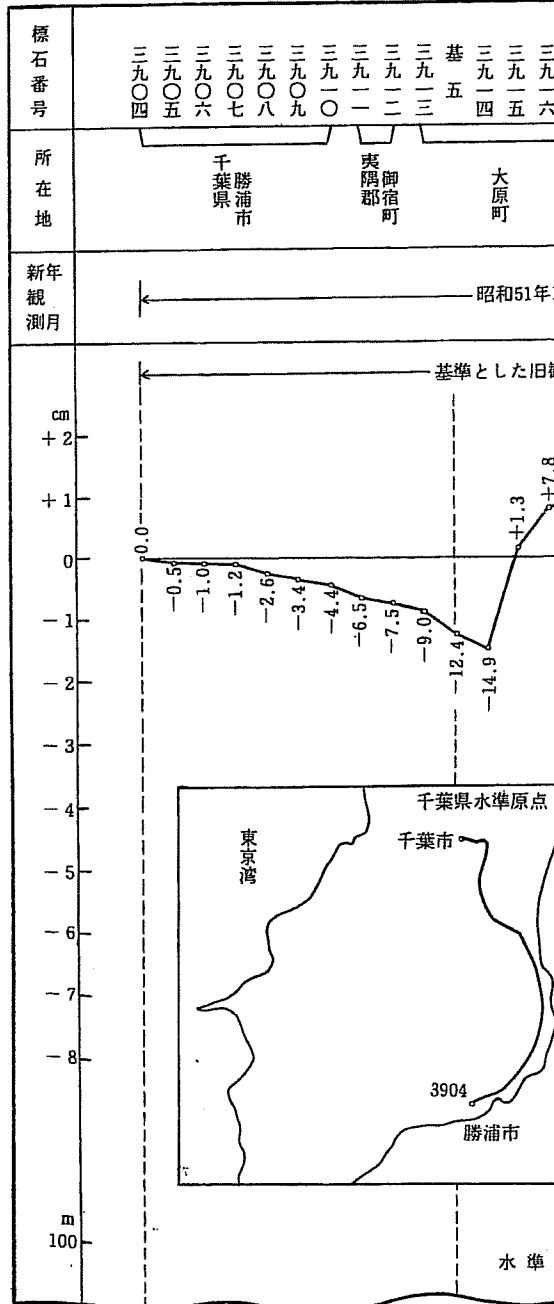 標石番号
三九〇四
三九〇五
三九〇六
三九〇七
三九〇八
三九〇九
三九一〇
三九一一
三九一二
三九一三
基五
三九一四
三九一五
三九一六
所在地
千葉県
勝浦市
夷隅郡
御宿町
大原町
新年
観
測月
昭和51年
基準とした旧観
cm
+2
+1
0
-1
-2
-3
-4
-5
-6
-7
-8
0.0
-0.5
-1.0
-1.2
-2.6
-3.4
-4.4
-6.5
-7.5
-9.0
-12.4
-14.9
+1.3
+7.8
千葉県水準原点
千葉市
東京湾
3904
勝浦市
m
100
水準